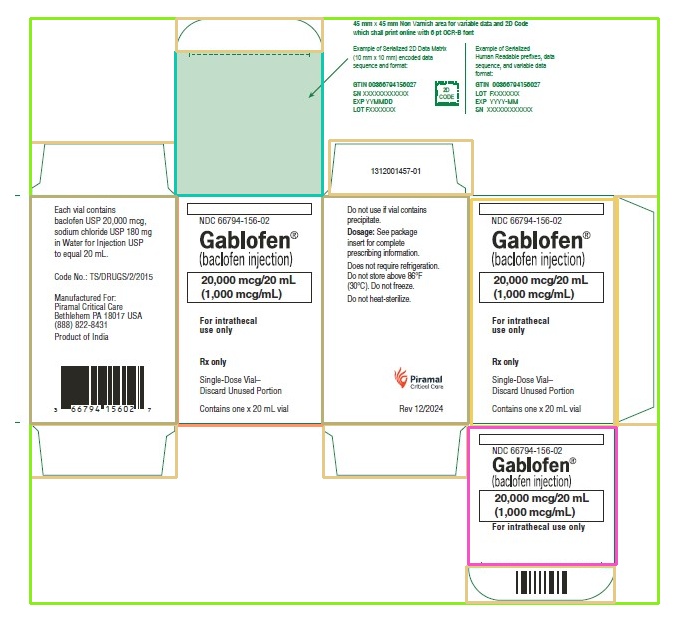 45 mm x 45 mm Non Varnish area for variable data and 2D Code
which shall print online with 6 pt OCR-B font
Example of Serialized 2D Data Matrix
(10 mm x 10 mm) encoded data
sequence and format:
GTIN 00366794156027
SN XXXXXXXXXXXX
EXP YYMMDD
LOT FXXXXXXX
2D
CODE
Example of Serialized
Human Readable prefixes, data
sequence, and variable data
format:
GTIN 00366794156027
LOT FXXXXXXX
EXP YYYY-MM
SN XXXXXXXXXXXX
1312001457-01
Each vial contains
baclofen USP 20,000 mcg,
sodium chloride USP 180 mg
in Water for Injection USP
to equal 20 mL.
Code No.: TS/DRUGS/2/2015
Manufactured For:
Piramal Critical Care
Bethlehem PA 18017 USA
(888) 822-8431
Product of India
3 66794 15602 7
NDC 66794-156-02
Gablofen®
(baclofen injection)
20,000 mcg/20 mL
(1,000 mcg/mL)
For intrathecal
use only
Rx only
Single-Dose Vial–
Discard Unused Portion
Contains one x 20 mL vial
Do not use if vial contains
precipitate.
Dosage: See package
insert for complete
prescribing information.
Does not require refrigeration.
Do not store above 86°F
(30°C). Do not freeze.
Do not heat-sterilize.
Piramal
Critical Care
Rev 12/2024
NDC 66794-156-02
Gablofen®
(baclofen injection)
20,000 mcg/20 mL
(1,000 mcg/mL)
For intrathecal
use only
Rx only
Single-Dose Vial–
Discard Unused Portion
Contains one x 20 mL vial
NDC 66794-156-02
Gablofen®
(baclofen injection)
20,000 mcg/20 mL
(1,000 mcg/mL)
For intrathecal use only